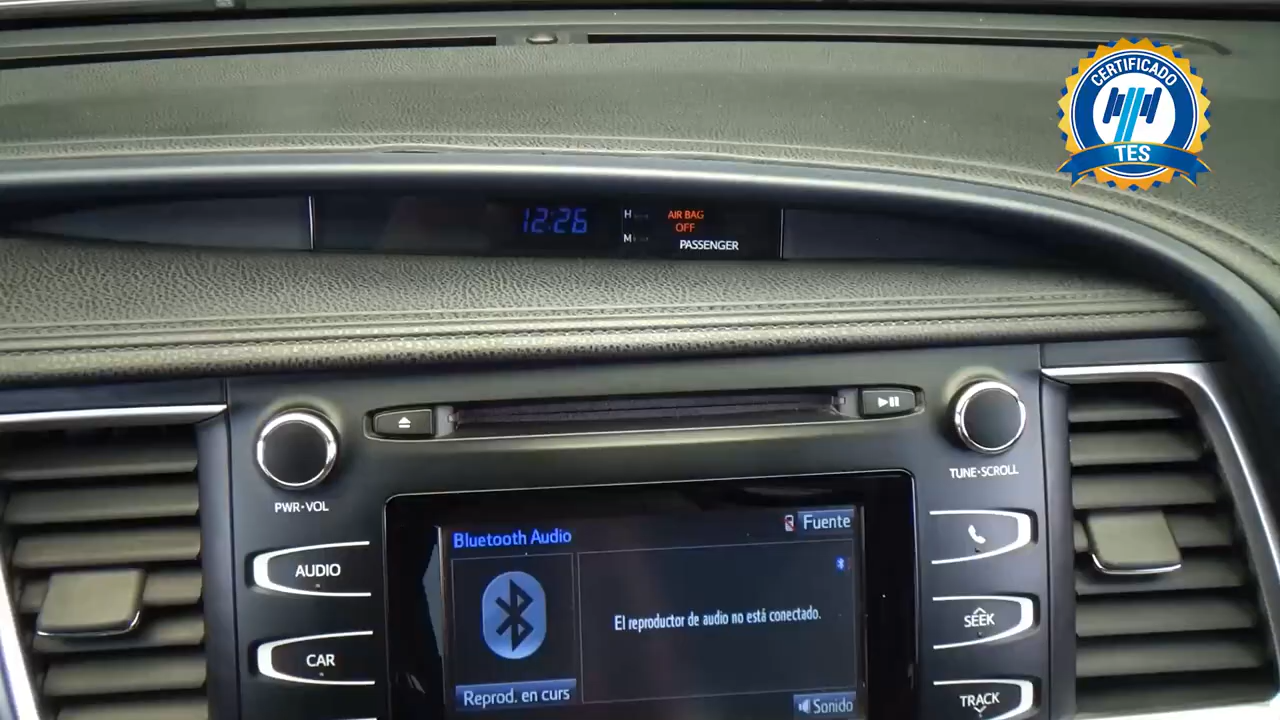 CERTIFICADO
TES
12:26
H
AIR BAG
OFF
M
PASSENGER
PWR•VOL
TUNE•SCROLL
AUDIO
CAR
SEEK
TRACK
Bluetooth Audio
Fuente
El reproductor de audio no está conectado.
Reprod. en curs
Sonido